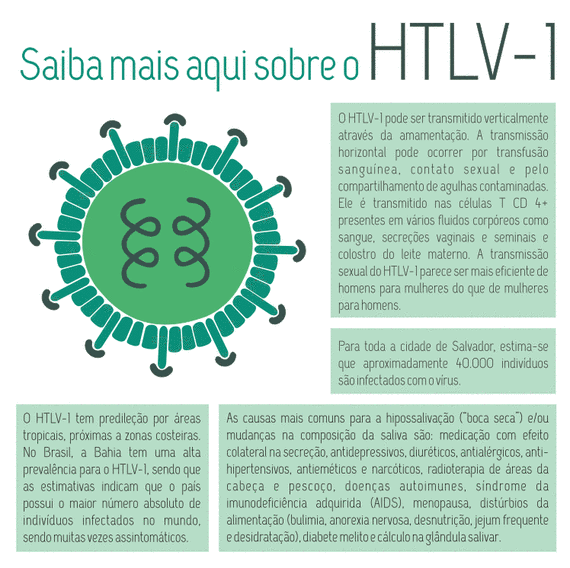 Saiba mais aqui sobre o HTLV-1
O HTLV-1 pode ser transmitido verticalmente
através da amamentação. A transmissão
horizontal pode ocorrer por transfusão
sanguínea, contato sexual e pelo
compartilhamento de agulhas contaminadas.
Ele é transmitido nas células T CD 4+
presentes em vários fluidos corpóreos como
sangue, secreções vaginais e seminais e
colostro do leite materno. A transmissão
sexual do HTLV-1 parece ser mais eficiente de
homens para mulheres do que de mulheres
para homens.
Para toda a cidade de Salvador, estima-se
que aproximadamente 40.000 indivíduos
são infectados com o vírus.
O HTLV-1 tem predileção por áreas
tropicais, próximas a zonas costeiras.
No Brasil, a Bahia tem uma alta
prevalência para o HTLV-1, sendo que
as estimativas indicam que o país
possui o maior número absoluto de
indivíduos infectados no mundo,
sendo muitas vezes assintomáticos.
As causas mais comuns para a hipossalivação ("boca seca") e/ou
mudanças na composição da saliva são: medicação com efeito
colateral na secreção, antidepressivos, diuréticos, antialérgicos, anti-
hipertensivos, antieméticos e narcóticos, radioterapia de áreas da
cabeça e pescoço, doenças autoimunes, síndrome da
imunodeficiência adquirida (AIDS), menopausa, distúrbios da
alimentação (bulimia, anorexia nervosa, desnutrição, jejum frequente
e desidratação), diabete melito e cálculo na glândula salivar.